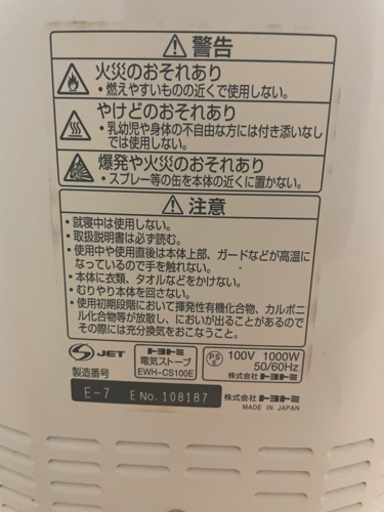 警告
火災のおそれあり
・燃えやすいものの近くで使用しない。
やけどのおそれあり
・乳幼児や身体の不自由な方には付き添いなし
では使用しない。
爆発や火災のおそれあり
・スプレー等の缶を本体の近くに置かない。
注意
・就寝中は使用しない。
・取扱説明書は必ず読む。
・使用中や使用直後は本体上部、ガードなどが高温に
なっているので手を触れない。
・本体に衣類、タオルなどをかけない。
・むりやり本体を回さない。
・使用初期段階において揮発性有機化合物、カルボニ
ル化合物等が放散し、においが出ることがあるので
その際には充分換気をおこなうこと。
S JET
トヨトミ
電気ストーブ
EWH-CS100E
PSE
100V 1000W
50/60Hz
製造番号
株式会社トヨトミ
E-7 E No. 108187
株式会社トヨトミ
MADE IN JAPAN